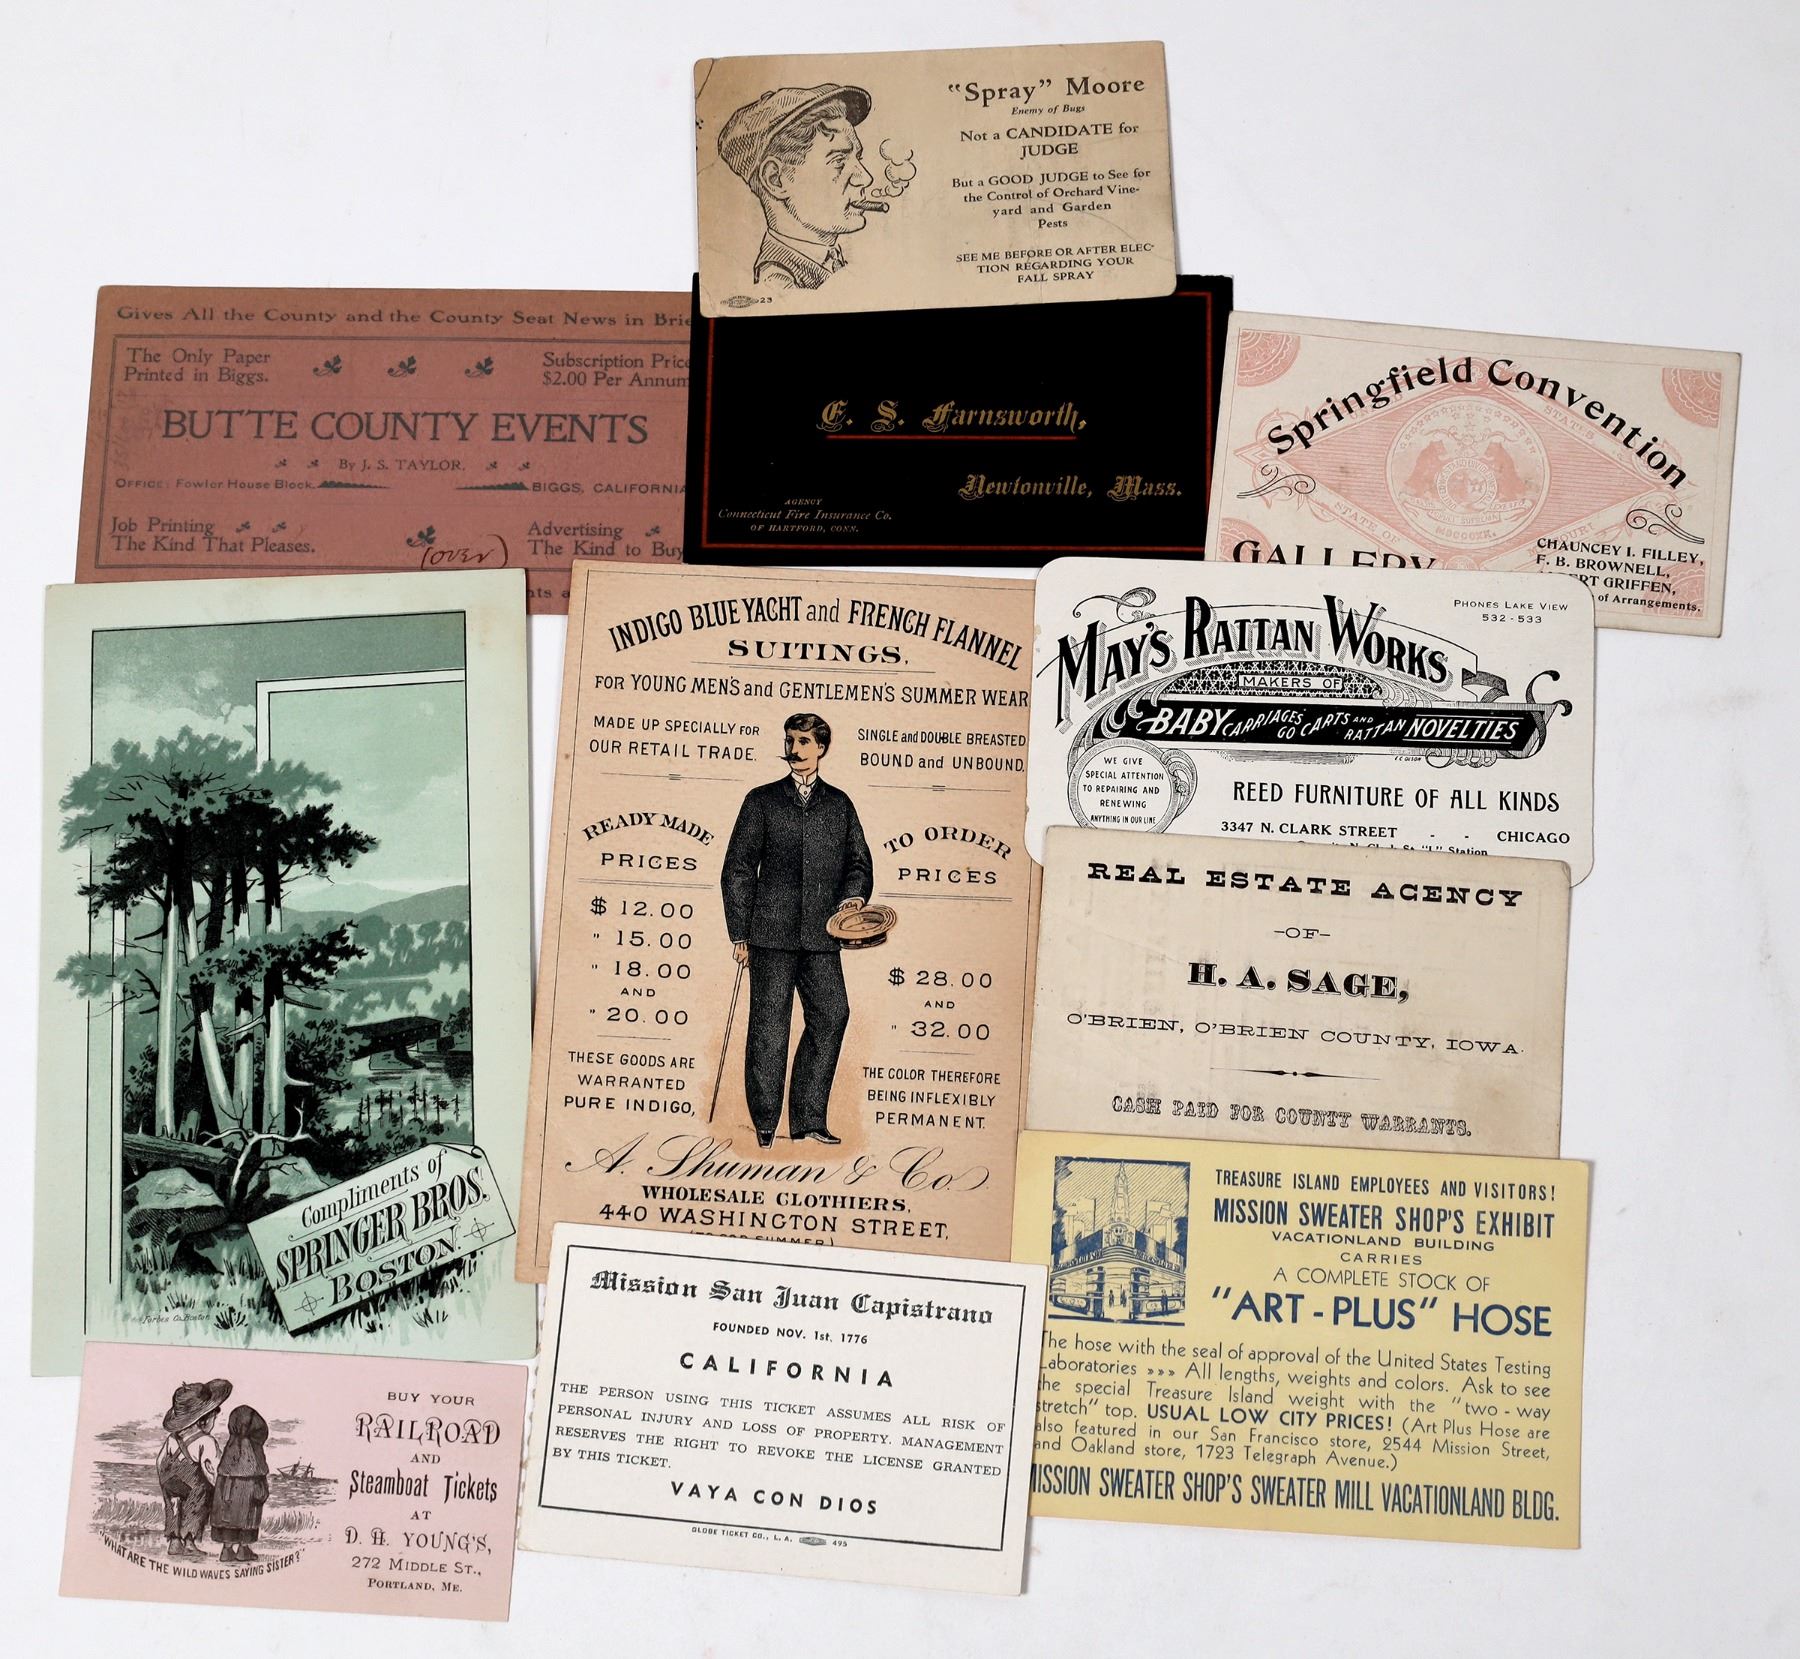 "Spray" Moore
Enemy of Bugs
Not a CANDIDATE for
JUDGE
But a GOOD JUDGE to See for
the Control of Orchard Vine-
yard and Garden
Pests
SEE ME BEFORE OR AFTER ELEC-
TION REGARDING YOUR
FALL SPRAY
23
Gives All the County and the County Seat News in Brie
The Only Paper
Printed in Biggs.
Subscription Price
$2.00 Per Annum
BUTTE COUNTY EVENTS
By J. S. TAYLOR.
OFFICE: Fowler House Block.
BIGGS, CALIFORNIA
Job Printing
The Kind That Pleases.
Advertising
The Kind to Buy
(over)
E. S. Farnsworth,
Newtonville, Mass.
AGENCY
Connecticut Fire Insurance Co.
OF HARTFORD, CONN.
Springfield Convention
STATE OF
MDCCCXX.
GALLERY
CHAUNCEY I. FILLEY,
F. B. BROWNELL,
GRIFFEN,
of Arrangements.
Compliments of
SPRINGER BROS.
BOSTON.
Forbes Co. Boston
INDIGO BLUE YACHT and FRENCH FLANNEL
SUITINGS,
FOR YOUNG MEN'S and GENTLEMEN'S SUMMER WEAR
MADE UP SPECIALLY FOR
OUR RETAIL TRADE.
SINGLE and DOUBLE BREASTED
BOUND and UNBOUND.
READY MADE
PRICES
$ 12.00
" 15.00
" 18.00
AND
" 20.00
TO ORDER
PRICES
$ 28.00
AND
" 32.00
THESE GOODS ARE
WARRANTED
PURE INDIGO,
THE COLOR THEREFORE
BEING INFLEXIBLY
PERMANENT.
A. Shuman & Co.
WHOLESALE CLOTHIERS,
440 WASHINGTON STREET,
MAY'S RATTAN WORKS
PHONES LAKE VIEW
532 - 533
MAKERS OF
BABY CARRIAGES GO CARTS AND RATTAN NOVELTIES
WE GIVE
SPECIAL ATTENTION
TO REPAIRING AND
RENEWING
ANYTHING IN OUR LINE
REED FURNITURE OF ALL KINDS
3347 N. CLARK STREET - - CHICAGO
N. Clark St. "L" Station
REAL ESTATE AGENCY
-OF-
H. A. SAGE,
O'BRIEN, O'BRIEN COUNTY, IOWA.
CASH PAID FOR COUNTY WARRANTS.
TREASURE ISLAND EMPLOYEES AND VISITORS!
MISSION SWEATER SHOP'S EXHIBIT
VACATIONLAND BUILDING
CARRIES
A COMPLETE STOCK OF
"ART - PLUS" HOSE
The hose with the seal of approval of the United States Testing
Laboratories »»» All lengths, weights and colors. Ask to see
the special Treasure Island weight with the "two - way
stretch" top. USUAL LOW CITY PRICES! (Art Plus Hose are
also featured in our San Francisco store, 2544 Mission Street,
and Oakland store, 1723 Telegraph Avenue.)
MISSION SWEATER SHOP'S SWEATER MILL VACATIONLAND BLDG.
Mission San Juan Capistrano
FOUNDED NOV. 1st, 1776
CALIFORNIA
THE PERSON USING THIS TICKET ASSUMES ALL RISK OF
PERSONAL INJURY AND LOSS OF PROPERTY. MANAGEMENT
RESERVES THE RIGHT TO REVOKE THE LICENSE GRANTED
BY THIS TICKET.
VAYA CON DIOS
GLOBE TICKET CO., L. A. 495
BUY YOUR
RAILROAD
AND
Steamboat Tickets
AT
D. H. YOUNG'S,
272 MIDDLE ST.,
PORTLAND, ME.
"WHAT ARE THE WILD WAVES SAYING SISTER?"